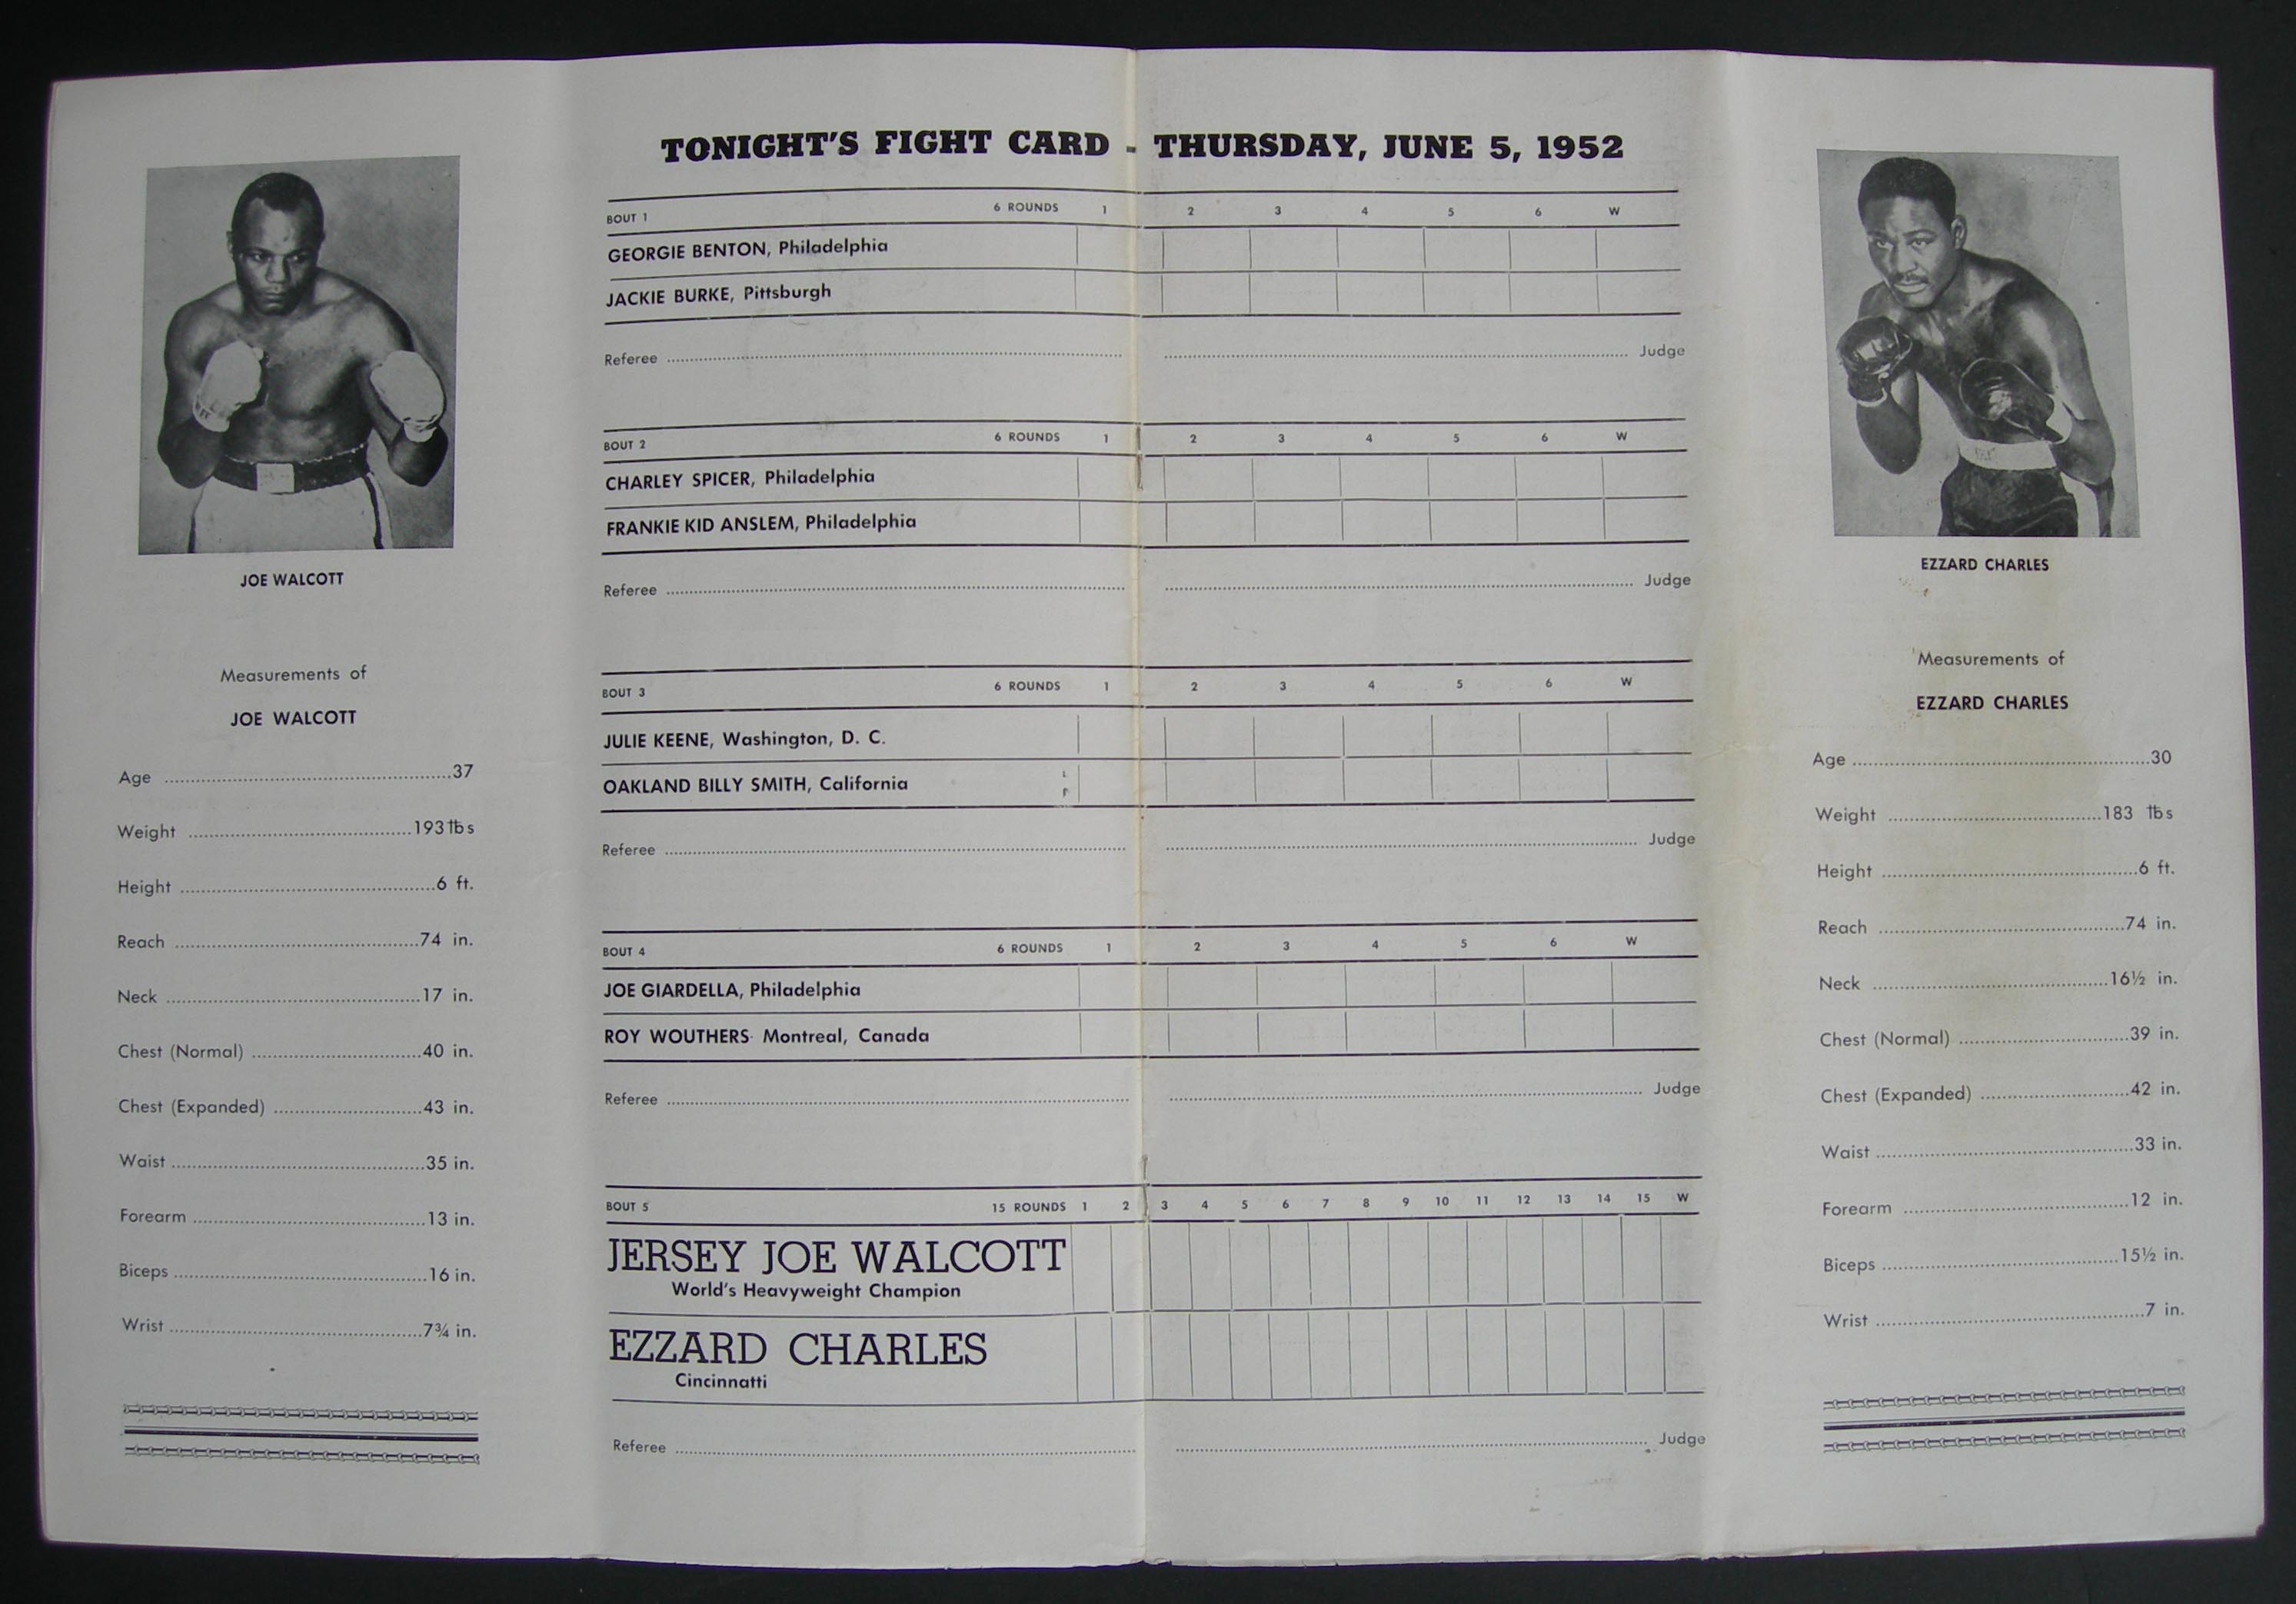 TONIGHT'S FIGHT CARD - THURSDAY, JUNE 5, 1952
JOE WALCOTT
Measurements of
JOE WALCOTT
Age ........ 37
Weight ........ 193 lbs
Height ........ 6 ft.
Reach ........ 74 in.
Neck ........ 17 in.
Chest (Normal) ........ 40 in.
Chest (Expanded) ........ 43 in.
Waist ........ 35 in.
Forearm ........ 13 in.
Biceps ........ 16 in.
Wrist ........ 7¾ in.
BOUT 1 6 ROUNDS 1 2 3 4 5 6 W
GEORGIE BENTON, Philadelphia
JACKIE BURKE, Pittsburgh
Referee ........ ........ Judge
BOUT 2 6 ROUNDS 1 2 3 4 5 6 W
CHARLEY SPICER, Philadelphia
FRANKIE KID ANSLEM, Philadelphia
Referee ........ ........ Judge
BOUT 3 6 ROUNDS 1 2 3 4 5 6 W
JULIE KEENE, Washington, D. C.
OAKLAND BILLY SMITH, California
Referee ........ ........ Judge
BOUT 4 6 ROUNDS 1 2 3 4 5 6 W
JOE GIARDELLA, Philadelphia
ROY WOUTHERS Montreal, Canada
Referee ........ ........ Judge
BOUT 5 15 ROUNDS 1 2 3 4 5 6 7 8 9 10 11 12 13 14 15 W
JERSEY JOE WALCOTT
World's Heavyweight Champion
EZZARD CHARLES
Cincinnatti
Referee ........ ........ Judge
EZZARD CHARLES
Measurements of
EZZARD CHARLES
Age ........ 30
Weight ........ 183 lbs
Height ........ 6 ft.
Reach ........ 74 in.
Neck ........ 16½ in.
Chest (Normal) ........ 39 in.
Chest (Expanded) ........ 42 in.
Waist ........ 33 in.
Forearm ........ 12 in.
Biceps ........ 15½ in.
Wrist ........ 7 in.